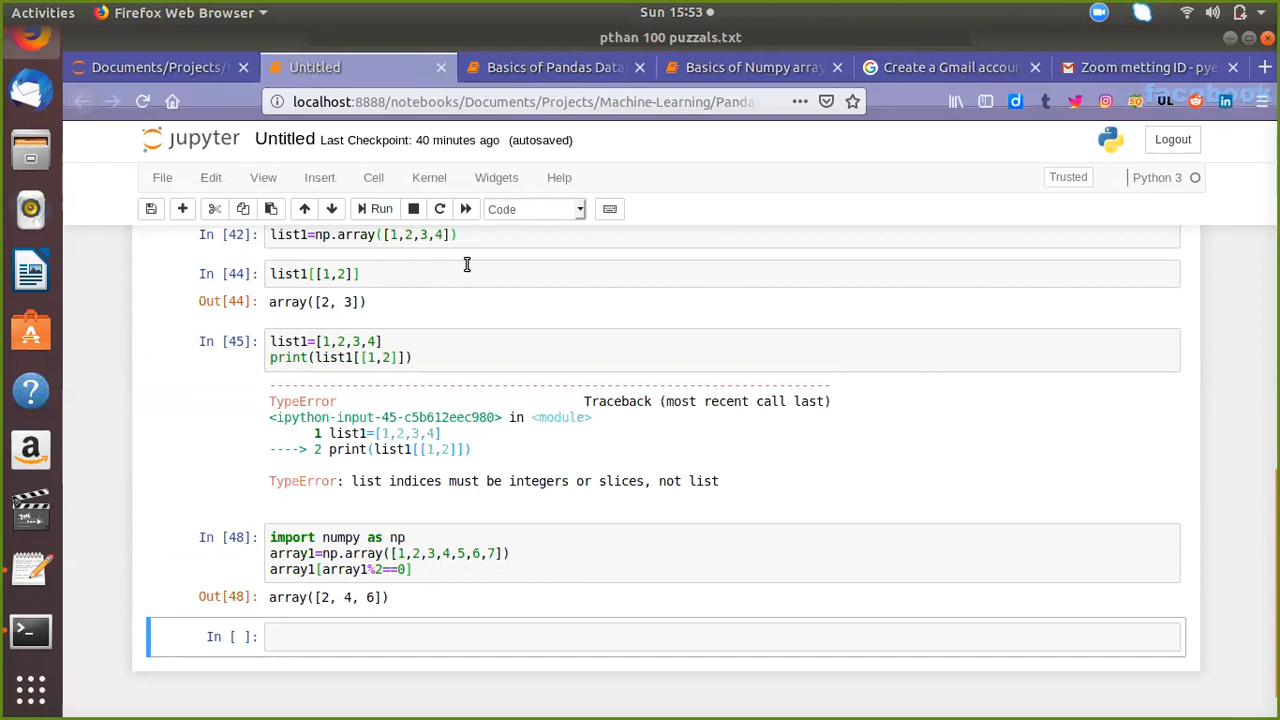 Activities
Firefox Web Browser
Sun 15:53
pthan 100 puzzals.txt
Documents/Projects/
Untitled
Basics of Pandas Data
Basics of Numpy array
Create a Gmail accou
Zoom metting ID - pye
localhost:8888/notebooks/Documents/Projects/Machine-Learning/Panda
facebook
jupyter Untitled Last Checkpoint: 40 minutes ago (autosaved)
Logout
File Edit View Insert Cell Kernel Widgets Help
Trusted
Python 3
Run
Code
In [42]: list1=np.array([1,2,3,4])
In [44]: list1[[1,2]]
Out[44]: array([2, 3])
In [45]: list1=[1,2,3,4]
print(list1[[1,2]])
---------------------------------------------------------------------------
TypeError Traceback (most recent call last)
<ipython-input-45-c5b612eec980> in <module>
1 list1=[1,2,3,4]
----> 2 print(list1[[1,2]])
TypeError: list indices must be integers or slices, not list
In [48]: import numpy as np
array1=np.array([1,2,3,4,5,6,7])
array1[array1%2==0]
Out[48]: array([2, 4, 6])
In [ ]: